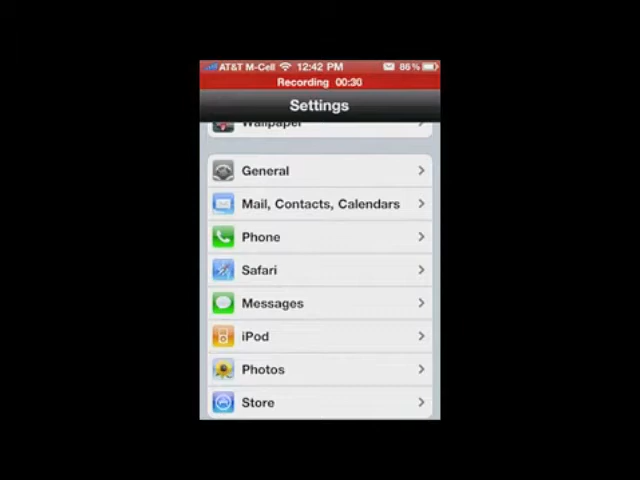 AT&T M-Cell 12:42 PM 86%
Recording 00:30
Settings
Wallpaper
General
Mail, Contacts, Calendars
Phone
Safari
Messages
iPod
Photos
Store